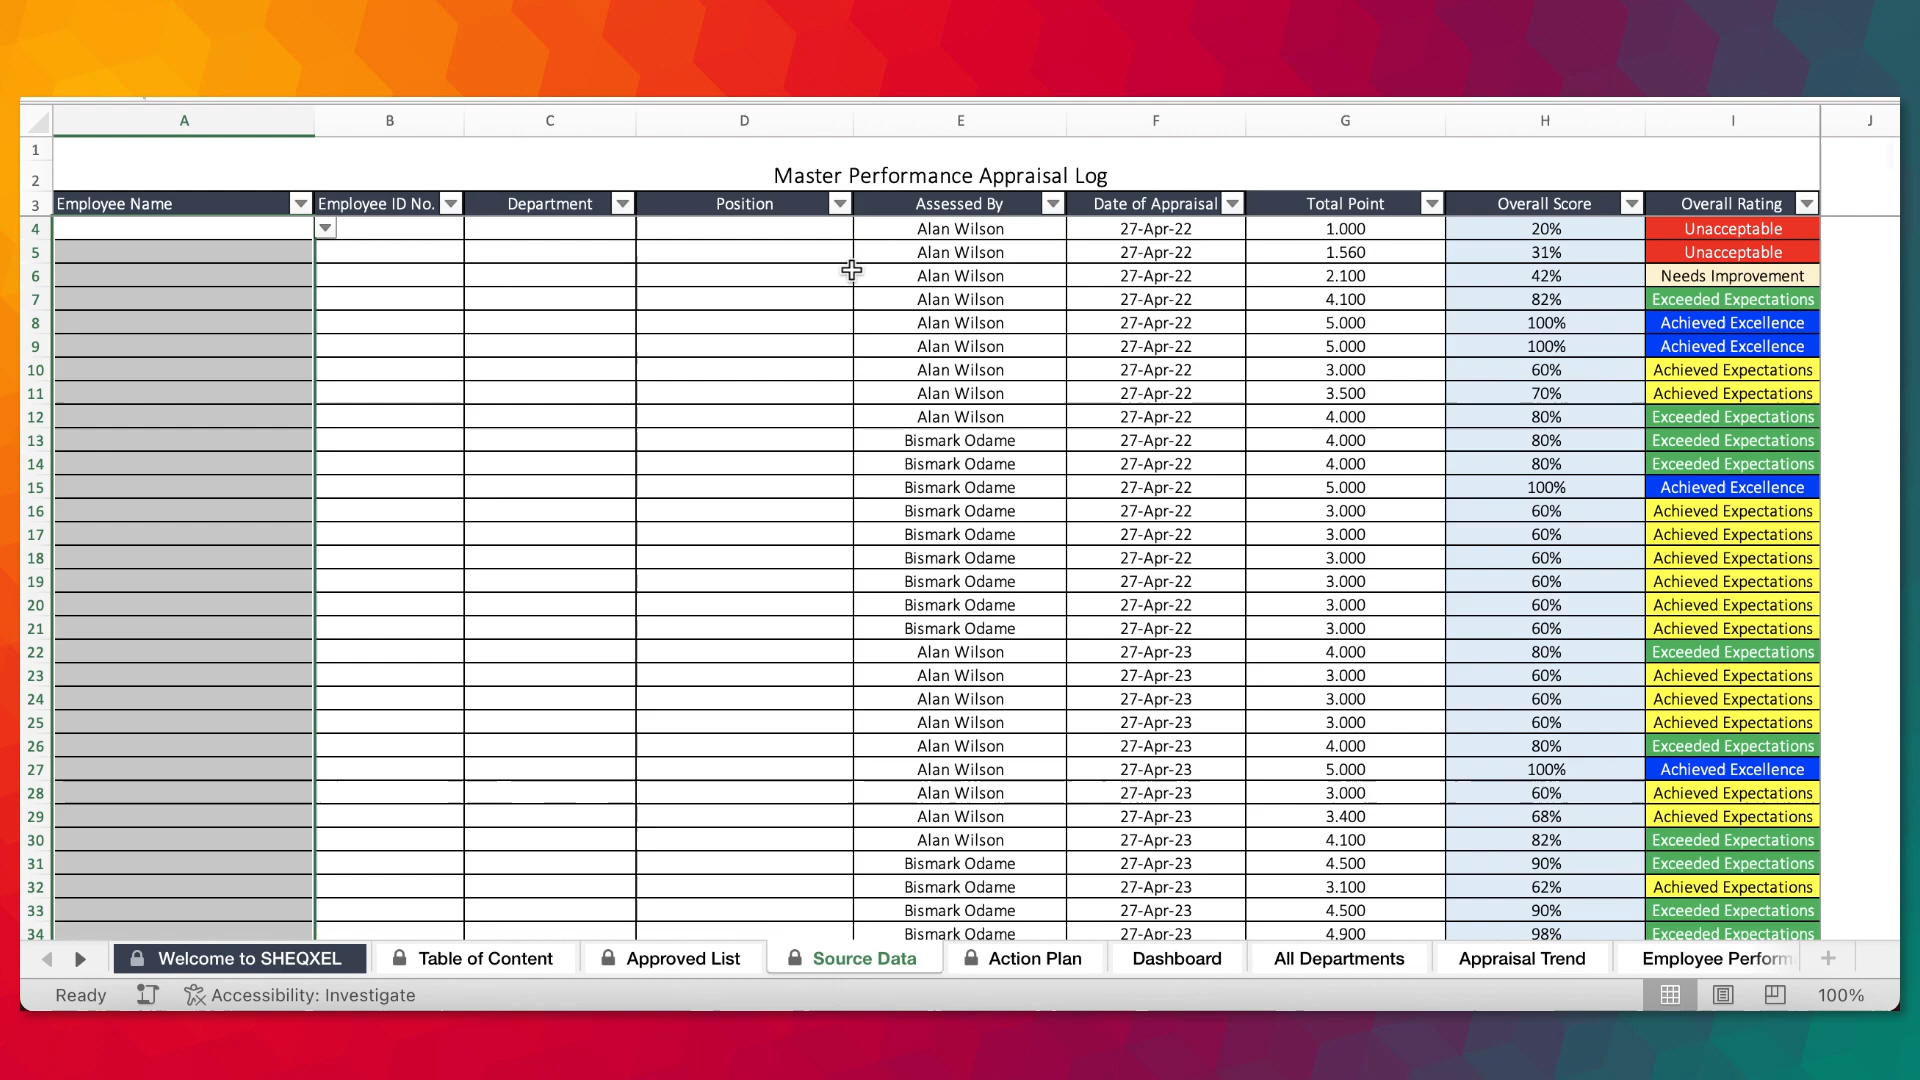 A B C D E F G H I J
1
2 Master Performance Appraisal Log
3 Employee Name Employee ID No. Department Position Assessed By Date of Appraisal Total Point Overall Score Overall Rating
4 Alan Wilson 27-Apr-22 1.000 20% Unacceptable
5 Alan Wilson 27-Apr-22 1.560 31% Unacceptable
6 Alan Wilson 27-Apr-22 2.100 42% Needs Improvement
7 Alan Wilson 27-Apr-22 4.100 82% Exceeded Expectations
8 Alan Wilson 27-Apr-22 5.000 100% Achieved Excellence
9 Alan Wilson 27-Apr-22 5.000 100% Achieved Excellence
10 Alan Wilson 27-Apr-22 3.000 60% Achieved Expectations
11 Alan Wilson 27-Apr-22 3.500 70% Achieved Expectations
12 Alan Wilson 27-Apr-22 4.000 80% Exceeded Expectations
13 Bismark Odame 27-Apr-22 4.000 80% Exceeded Expectations
14 Bismark Odame 27-Apr-22 4.000 80% Exceeded Expectations
15 Bismark Odame 27-Apr-22 5.000 100% Achieved Excellence
16 Bismark Odame 27-Apr-22 3.000 60% Achieved Expectations
17 Bismark Odame 27-Apr-22 3.000 60% Achieved Expectations
18 Bismark Odame 27-Apr-22 3.000 60% Achieved Expectations
19 Bismark Odame 27-Apr-22 3.000 60% Achieved Expectations
20 Bismark Odame 27-Apr-22 3.000 60% Achieved Expectations
21 Bismark Odame 27-Apr-22 3.000 60% Achieved Expectations
22 Alan Wilson 27-Apr-23 4.000 80% Exceeded Expectations
23 Alan Wilson 27-Apr-23 3.000 60% Achieved Expectations
24 Alan Wilson 27-Apr-23 3.000 60% Achieved Expectations
25 Alan Wilson 27-Apr-23 3.000 60% Achieved Expectations
26 Alan Wilson 27-Apr-23 4.000 80% Exceeded Expectations
27 Alan Wilson 27-Apr-23 5.000 100% Achieved Excellence
28 Alan Wilson 27-Apr-23 3.000 60% Achieved Expectations
29 Alan Wilson 27-Apr-23 3.400 68% Achieved Expectations
30 Alan Wilson 27-Apr-23 4.100 82% Exceeded Expectations
31 Bismark Odame 27-Apr-23 4.500 90% Exceeded Expectations
32 Bismark Odame 27-Apr-23 3.100 62% Achieved Expectations
33 Bismark Odame 27-Apr-23 4.500 90% Exceeded Expectations
34 Bismark Odame 27-Apr-23 4.900 98% Exceeded Expectations
Welcome to SHEQXEL Table of Content Approved List Source Data Action Plan Dashboard All Departments Appraisal Trend Employee Perform
Ready Accessibility: Investigate 100%